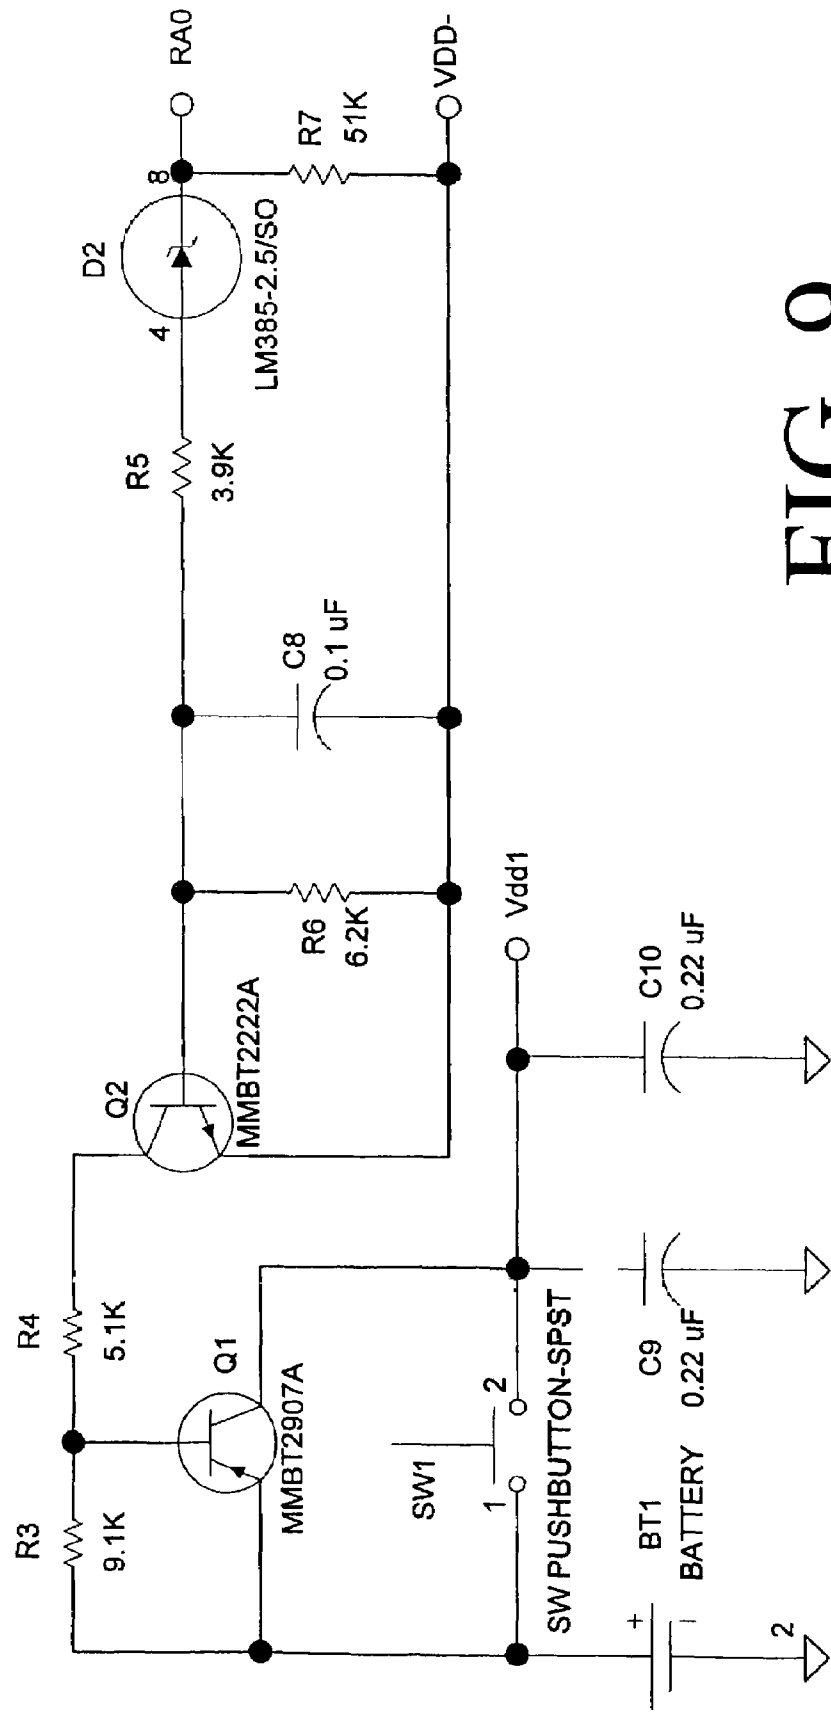 R3
9.1K
R4
5.1K
Q1
MMBT2907A
Q2
MMBT2222A
R5
3.9K
D2
4
8
LM385-2.5/SO
RA0
R6
6.2K
C8
0.1 uF
R7
51K
VDD-
SW1
1
2
SW PUSHBUTTON-SPST
Vdd1
BT1
BATTERY
+
-
2
C9
0.22 uF
C10
0.22 uF
FIG